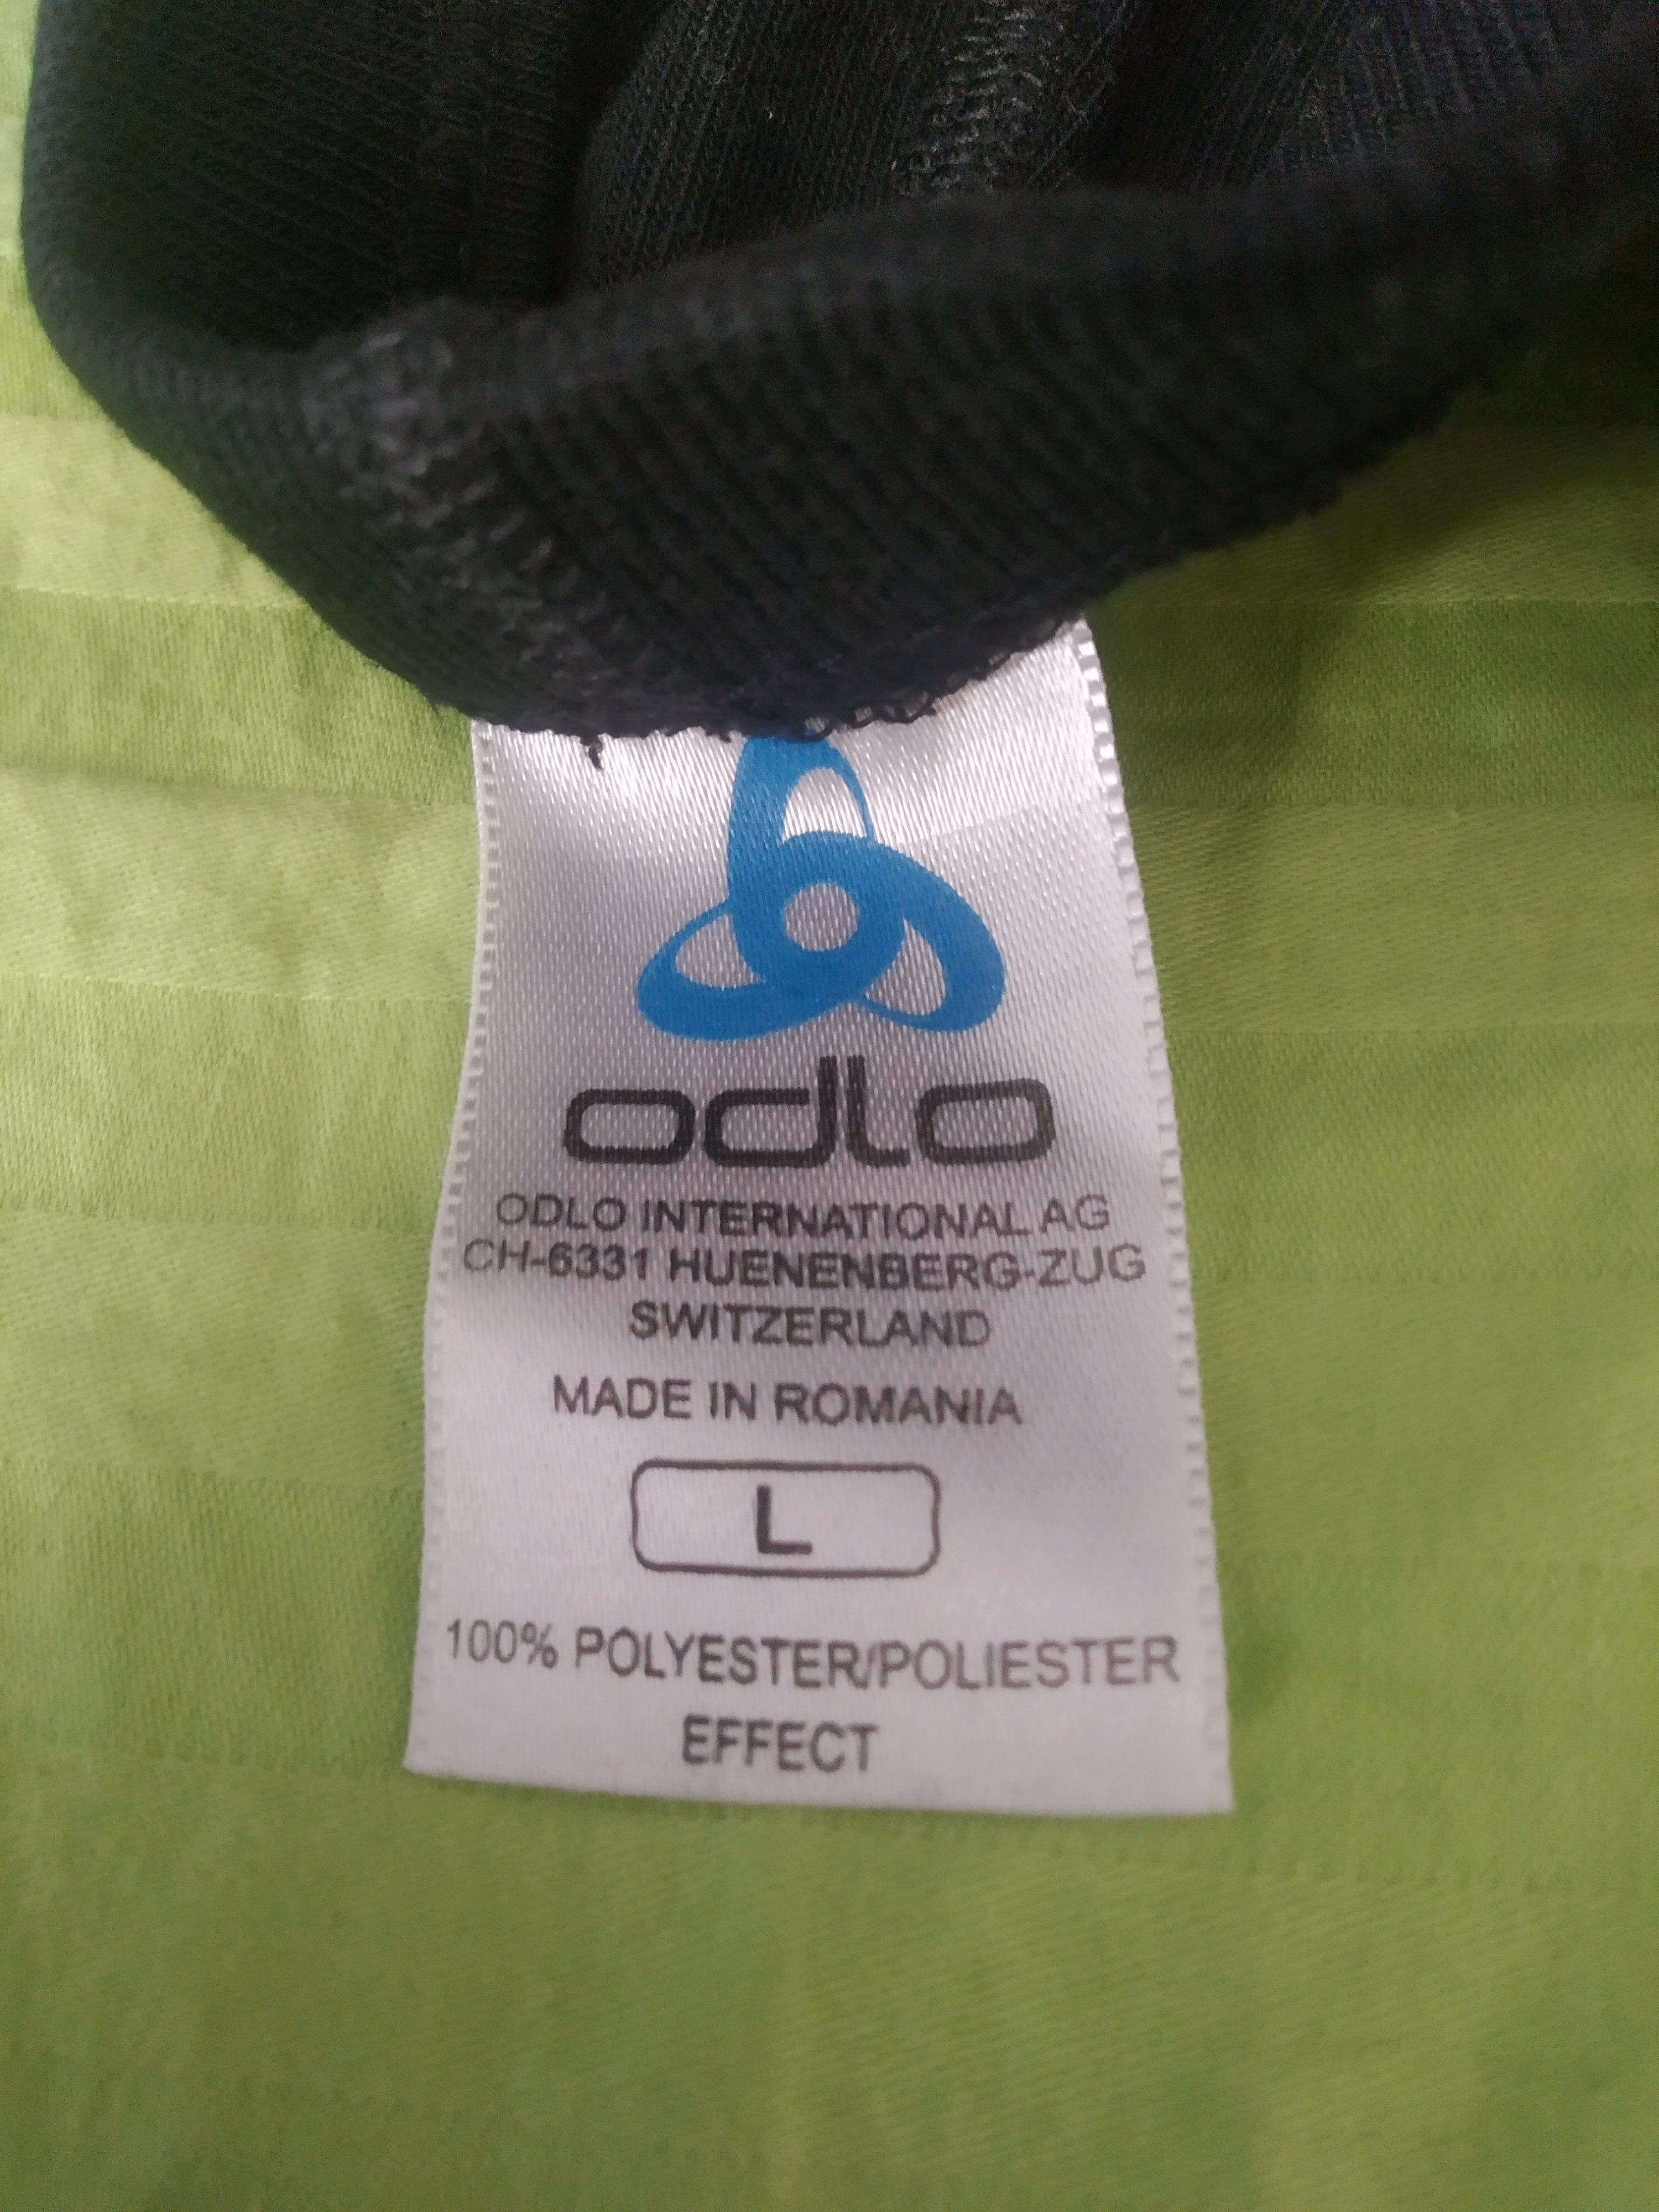 odlo
ODLO INTERNATIONAL AG
CH-6331 HUENENBERG-ZUG
SWITZERLAND
MADE IN ROMANIA
L
100% POLYESTER/POLIESTER
EFFECT